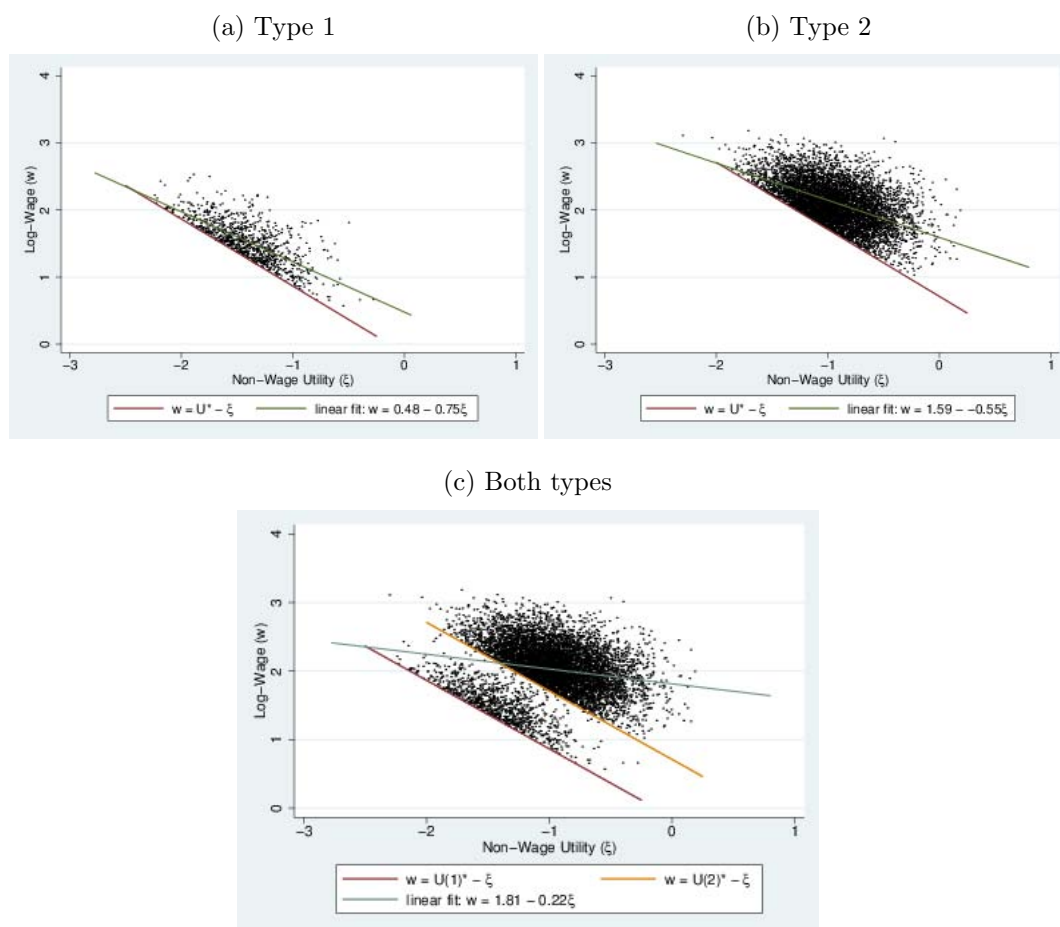 (a) Type 1
4
3
2
1
0
Log−Wage (w)
−3 −2 −1 0 1
Non−Wage Utility (ξ)
w = U* − ξ linear fit: w = 0.48 − 0.75ξ
(b) Type 2
4
3
2
1
0
Log−Wage (w)
−3 −2 −1 0 1
Non−Wage Utility (ξ)
w = U* − ξ linear fit: w = 1.59 − −0.55ξ
(c) Both types
4
3
2
1
0
Log−Wage (w)
−3 −2 −1 0 1
Non−Wage Utility (ξ)
w = U(1)* − ξ w = U(2)* − ξ
linear fit: w = 1.81 − 0.22ξ